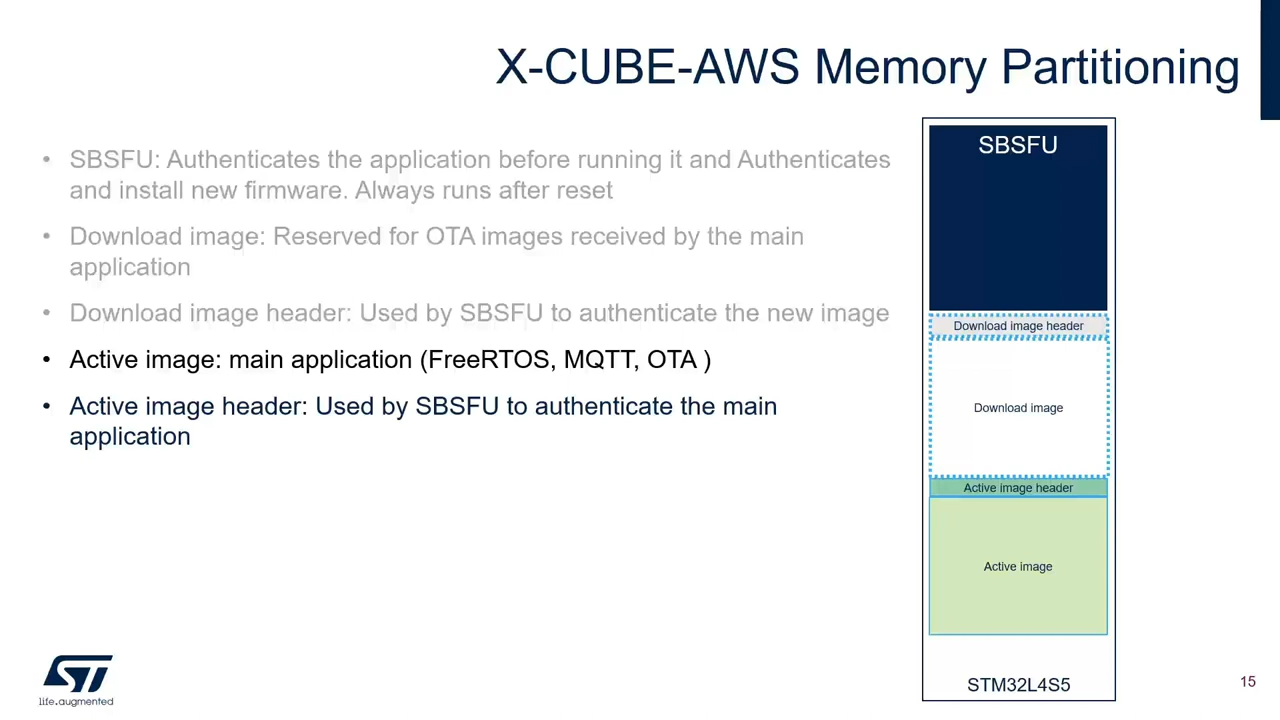 X-CUBE-AWS Memory Partitioning
• SBSFU: Authenticates the application before running it and Authenticates
and install new firmware. Always runs after reset
• Download image: Reserved for OTA images received by the main
application
• Download image header: Used by SBSFU to authenticate the new image
• Active image: main application (FreeRTOS, MQTT, OTA )
• Active image header: Used by SBSFU to authenticate the main
application
SBSFU
Download image header
Download image
Active image header
Active image
STM32L4S5
ST
life.augmented
15